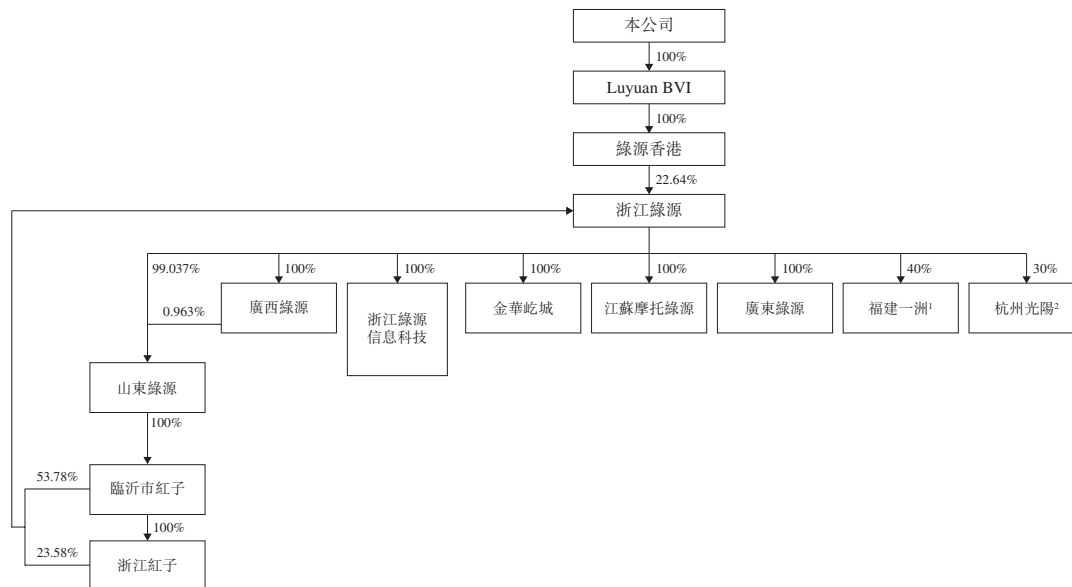 本公司
100%
Luyuan BVI
100%
綠源香港
22.64%
浙江綠源
99.037%
100%
100%
100%
100%
100%
40%
30%
0.963%
廣西綠源
浙江綠源
信息科技
金華屹城
江蘇摩托綠源
廣東綠源
福建一洲¹
杭州光陽²
山東綠源
100%
53.78%
臨沂市紅子
100%
23.58%
浙江紅子